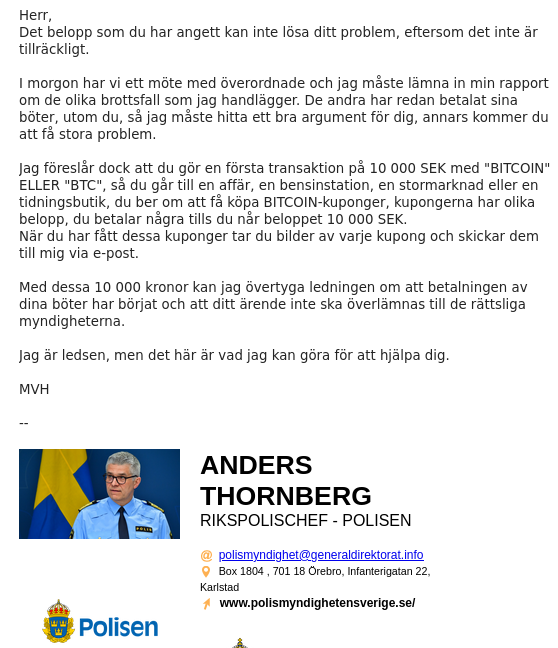 Herr,
Det belopp som du har angett kan inte lösa ditt problem, eftersom det inte är
tillräckligt.
I morgon har vi ett möte med överordnade och jag måste lämna in min rapport
om de olika brottsfall som jag handlägger. De andra har redan betalat sina
böter, utom du, så jag måste hitta ett bra argument för dig, annars kommer du
att få stora problem.
Jag föreslår dock att du gör en första transaktion på 10 000 SEK med "BITCOIN"
ELLER "BTC", så du går till en affär, en bensinstation, en stormarknad eller en
tidningsbutik, du ber om att få köpa BITCOIN-kuponger, kupongerna har olika
belopp, du betalar några tills du når beloppet 10 000 SEK.
När du har fått dessa kuponger tar du bilder av varje kupong och skickar dem
till mig via e-post.
Med dessa 10 000 kronor kan jag övertyga ledningen om att betalningen av
dina böter har börjat och att ditt ärende inte ska överlämnas till de rättsliga
myndigheterna.
Jag är ledsen, men det här är vad jag kan göra för att hjälpa dig.
MVH
--
ANDERS
THORNBERG
RIKSPOLISCHEF - POLISEN
@ polismyndighet@generaldirektorat.info
Box 1804 , 701 18 Örebro, Infanterigatan 22,
Karlstad
www.polismyndighetensverige.se/
Polisen